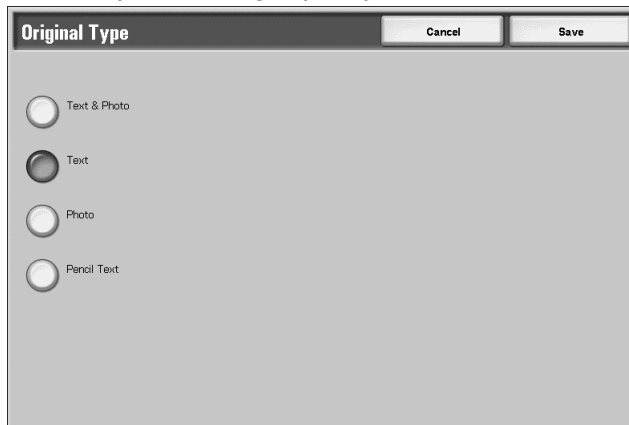 Original Type Cancel Save
Text & Photo
Text
Photo
Pencil Text